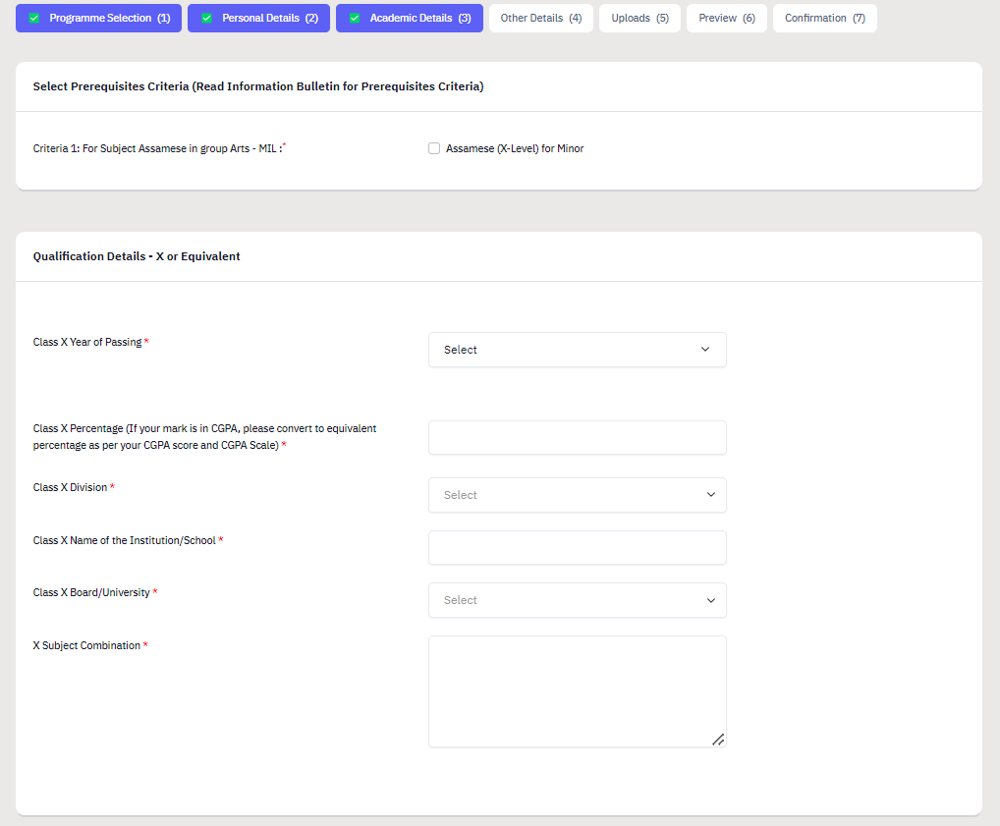 Programme Selection (1) Personal Details (2) Academic Details (3) Other Details (4) Uploads (5) Preview (6) Confirmation (7)
Select Prerequisites Criteria (Read Information Bulletin for Prerequisites Criteria)
Criteria 1: For Subject Assamese in group Arts - MIL :* Assamese (X-Level) for Minor
Qualification Details - X or Equivalent
Class X Year of Passing * Select
Class X Percentage (If your mark is in CGPA, please convert to equivalent
percentage as per your CGPA score and CGPA Scale) *
Class X Division * Select
Class X Name of the Institution/School *
Class X Board/University * Select
X Subject Combination *